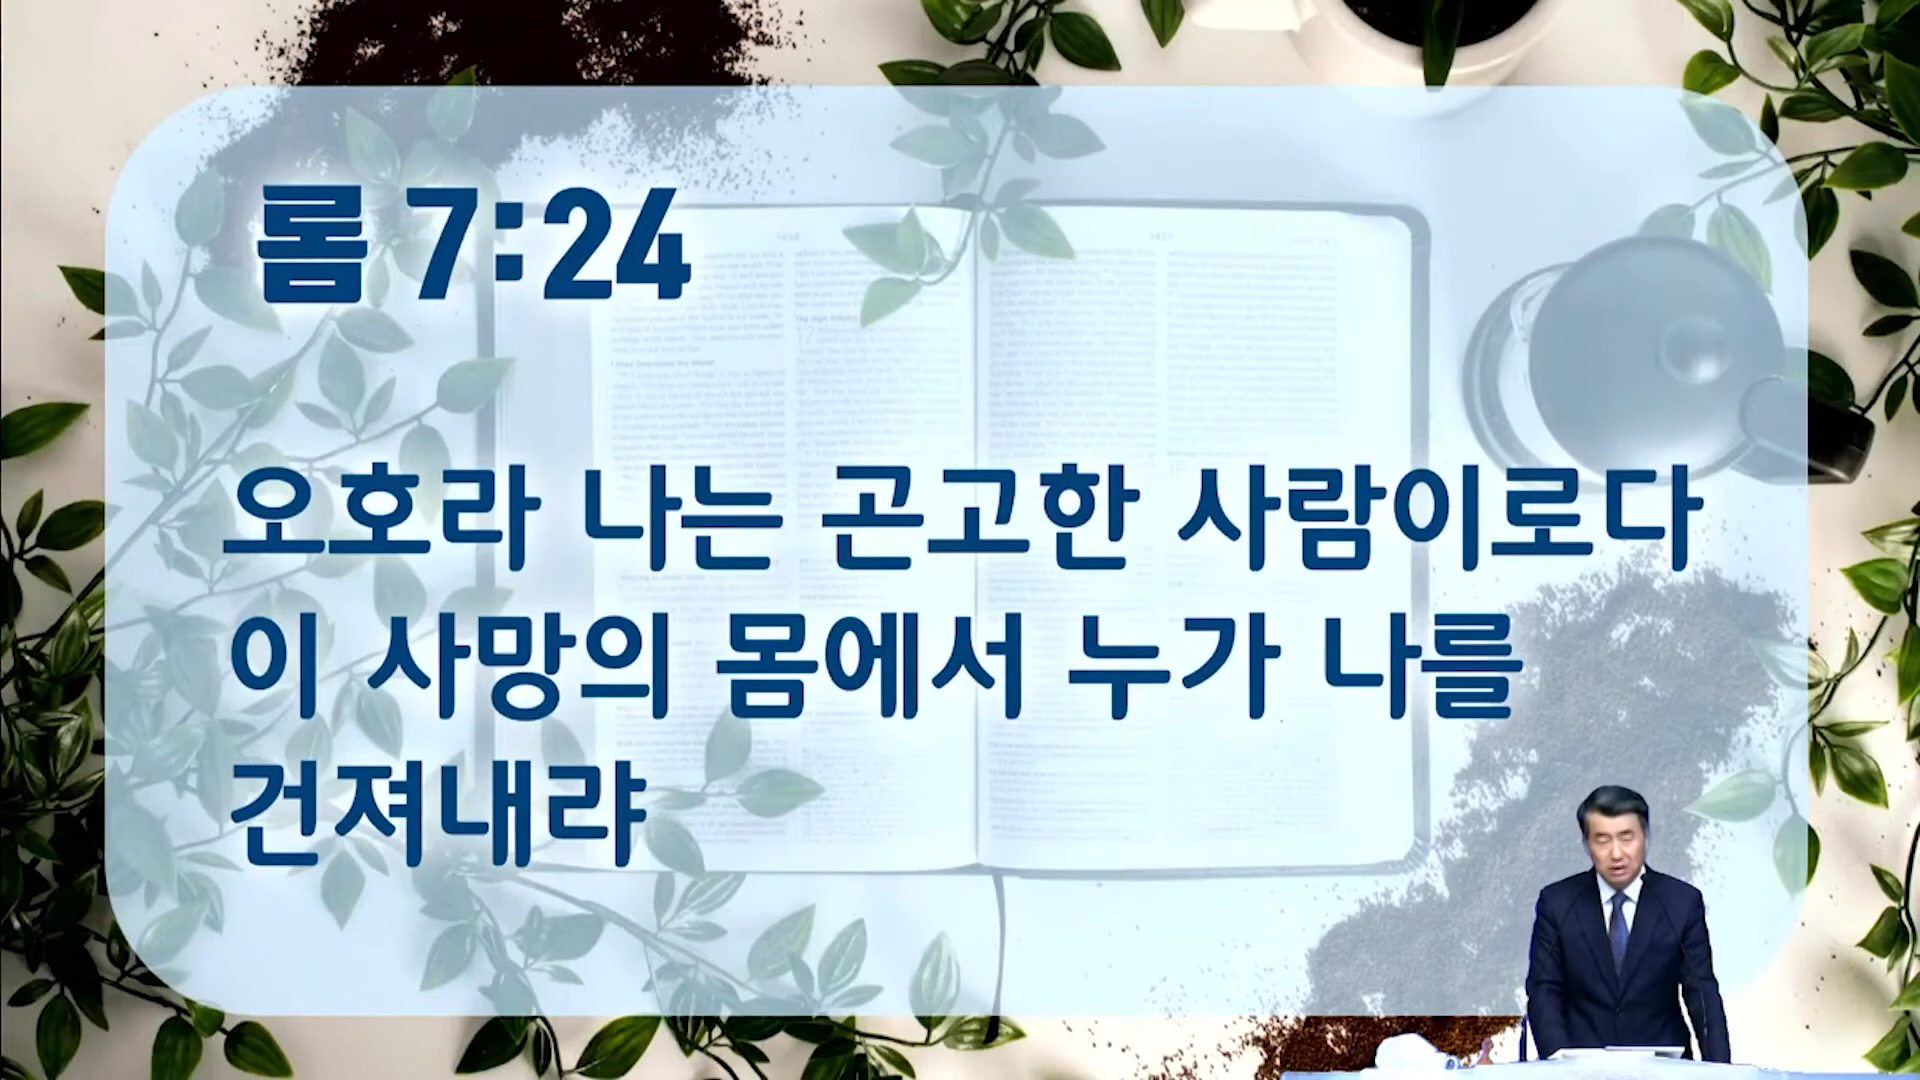 롬 7:24
오호라 나는 곤고한 사람이로다
이 사망의 몸에서 누가 나를
건져내랴